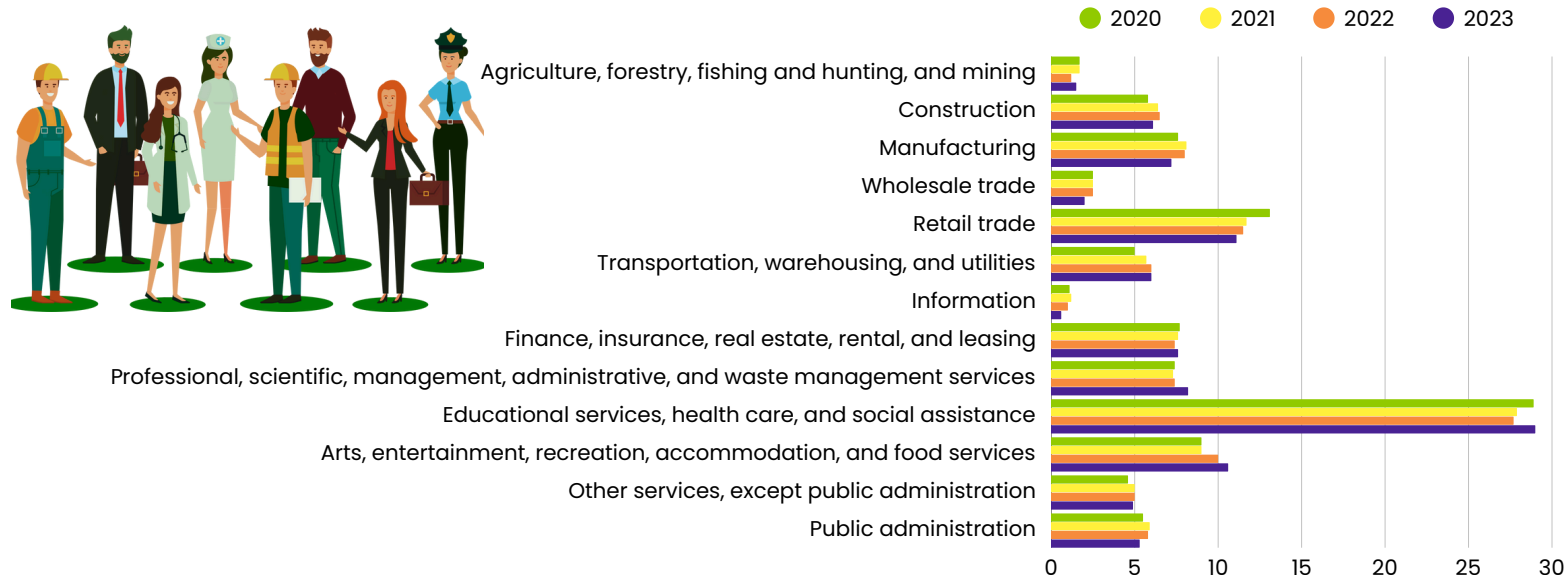 2020 2021 2022 2023
Agriculture, forestry, fishing and hunting, and mining
Construction
Manufacturing
Wholesale trade
Retail trade
Transportation, warehousing, and utilities
Information
Finance, insurance, real estate, rental, and leasing
Professional, scientific, management, administrative, and waste management services
Educational services, health care, and social assistance
Arts, entertainment, recreation, accommodation, and food services
Other services, except public administration
Public administration
0 5 10 15 20 25 30